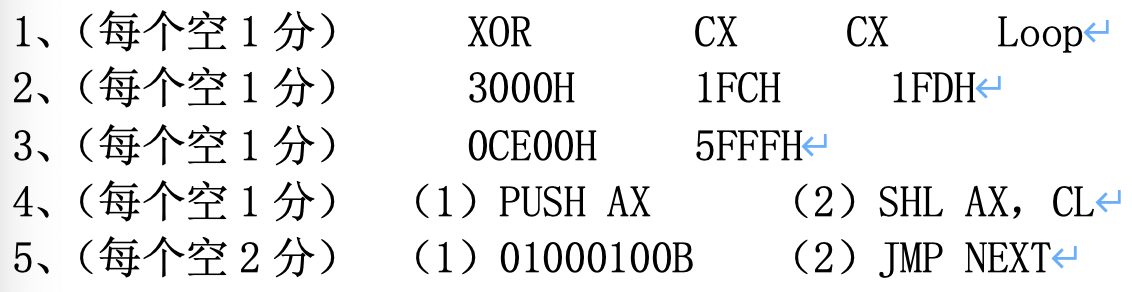 1、（每个空 1 分） XOR CX CX Loop↵
2、（每个空 1 分） 3000H 1FCH 1FDH↵
3、（每个空 1 分） 0CE00H 5FFFH↵
4、（每个空 1 分） （1）PUSH AX （2）SHL AX，CL↵
5、（每个空 2 分） （1）01000100B （2）JMP NEXT↵